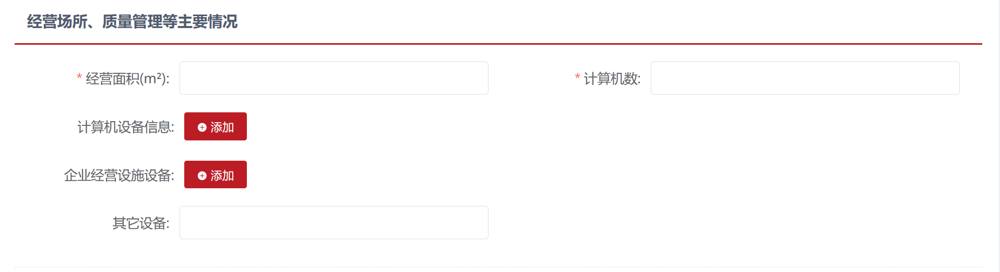 经营场所、质量管理等主要情况
* 经营面积(m²):
* 计算机数:
计算机设备信息: 添加
企业经营设施设备: 添加
其它设备: